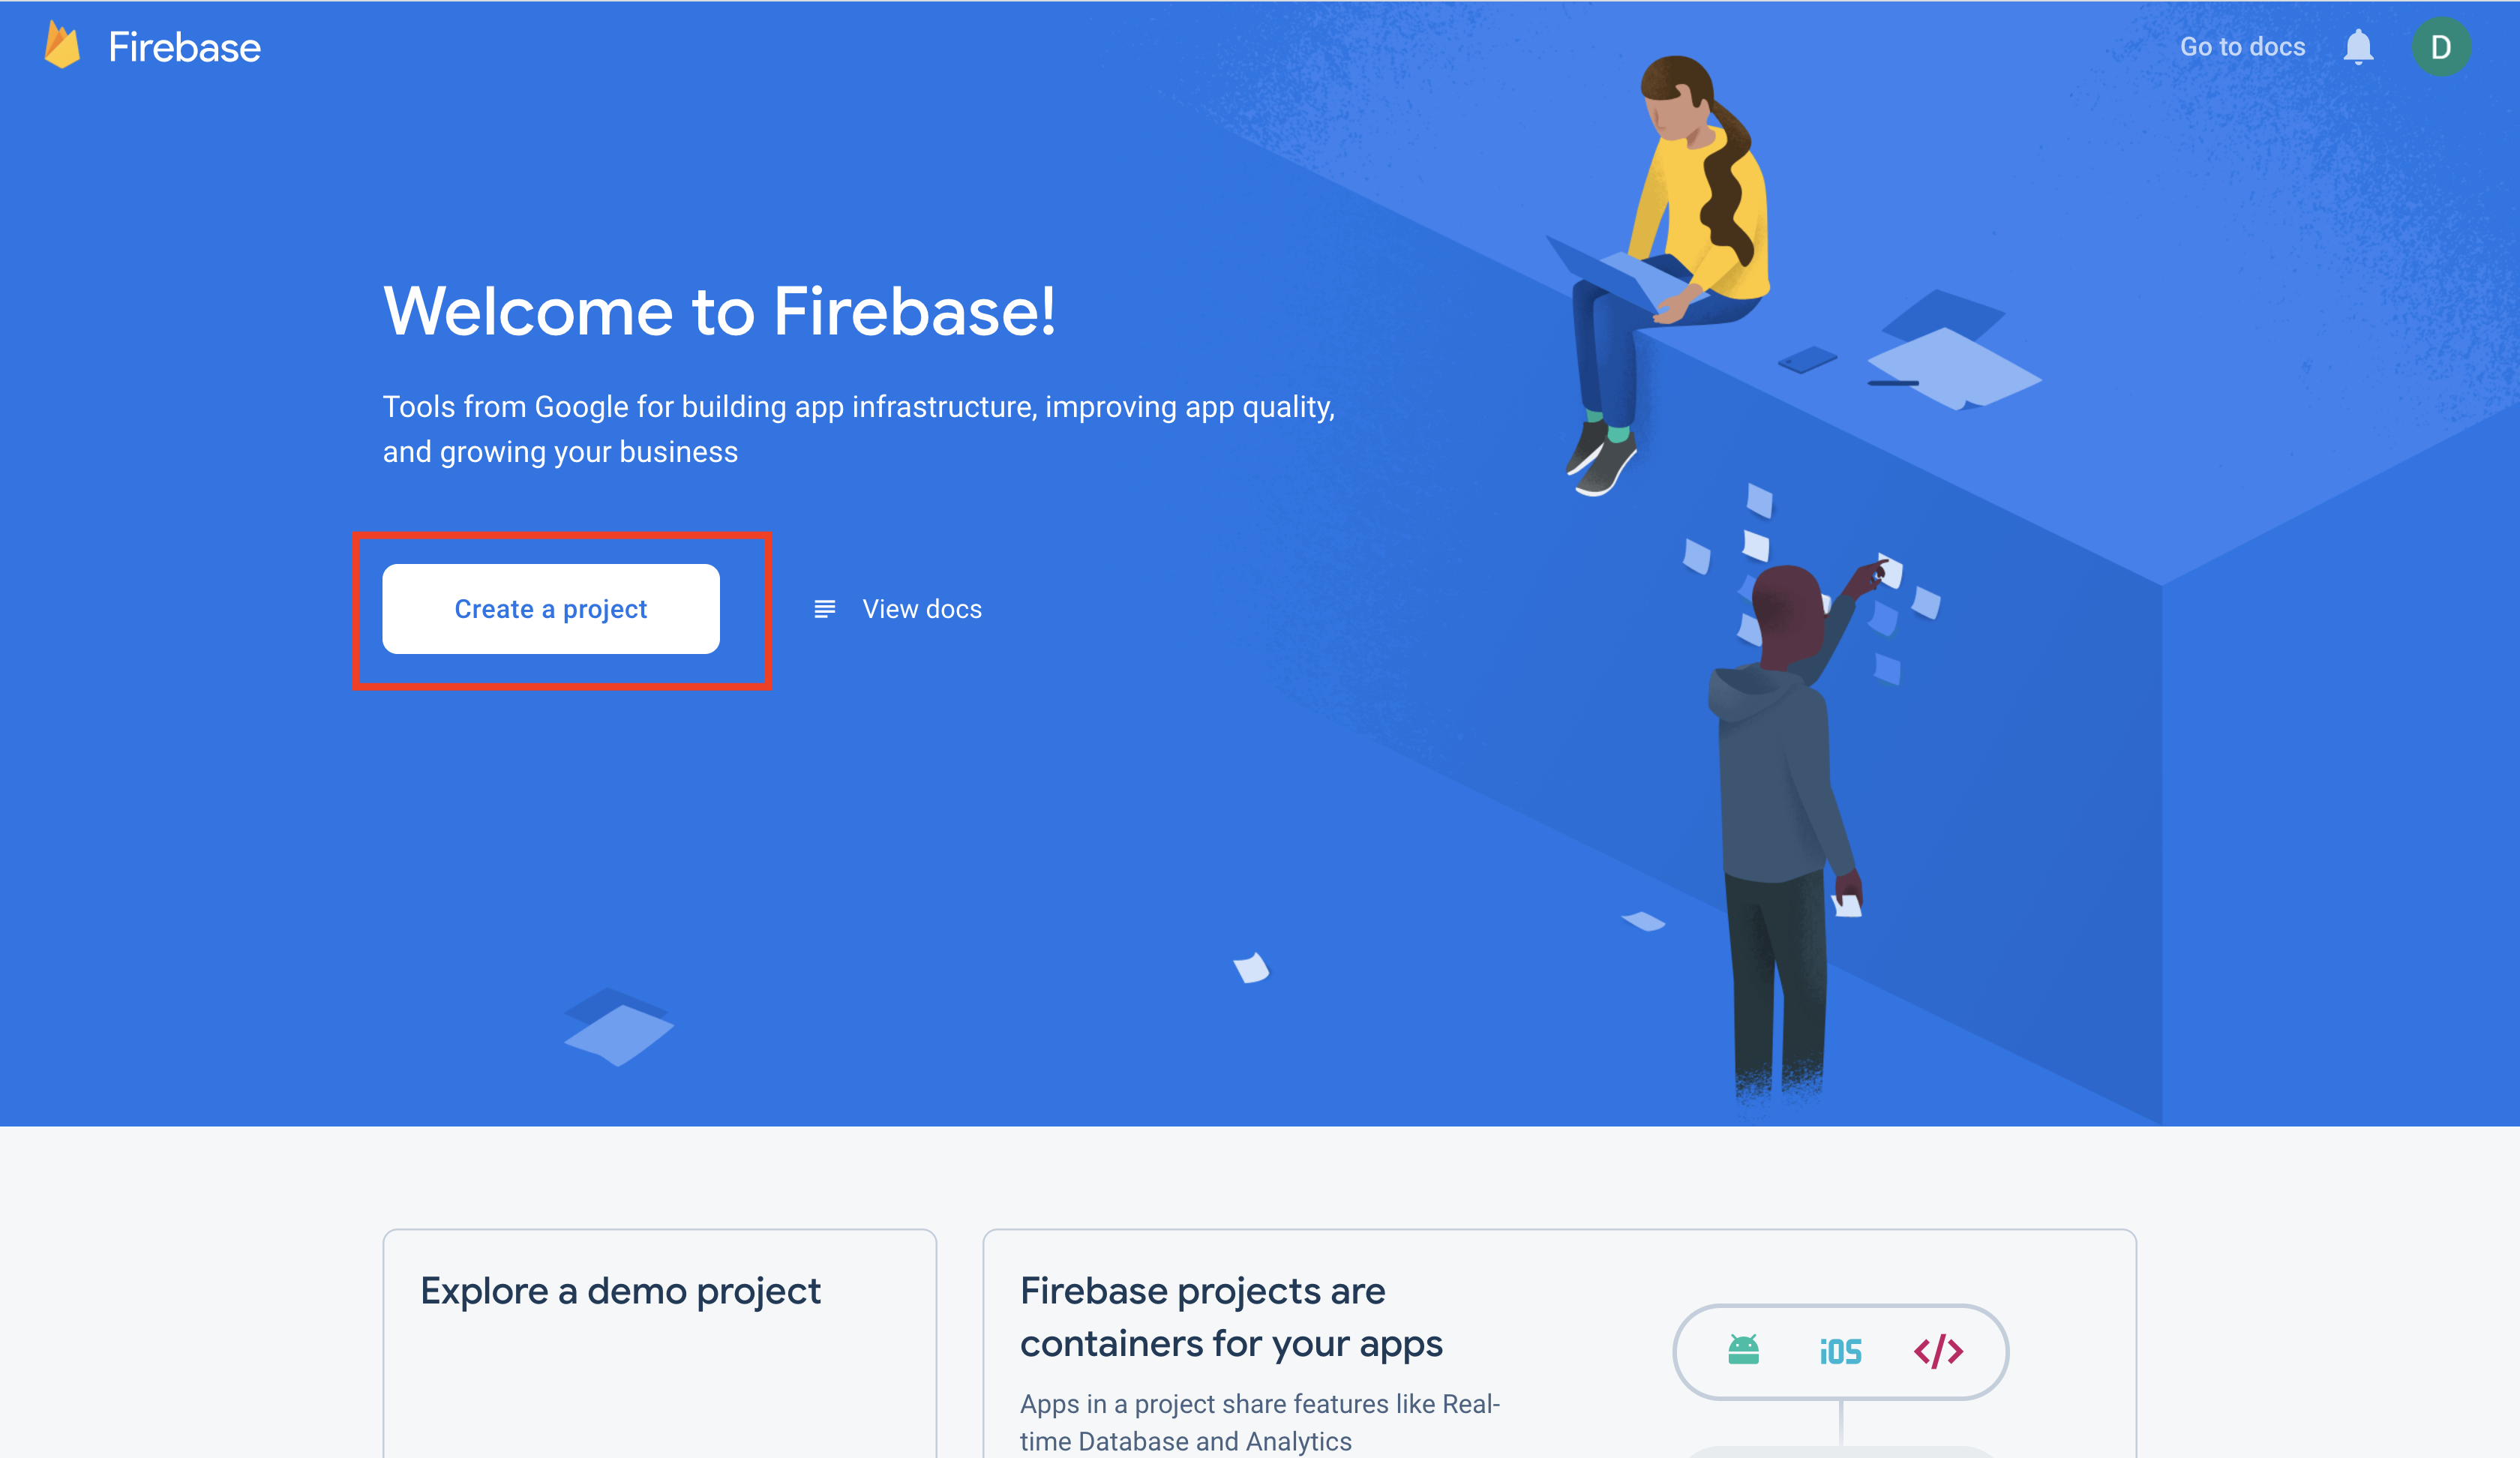 Firebase
Go to docs
D
Welcome to Firebase!
Tools from Google for building app infrastructure, improving app quality,
and growing your business
Create a project
View docs
Explore a demo project
Firebase projects are
containers for your apps
Apps in a project share features like Real-
time Database and Analytics
iOS